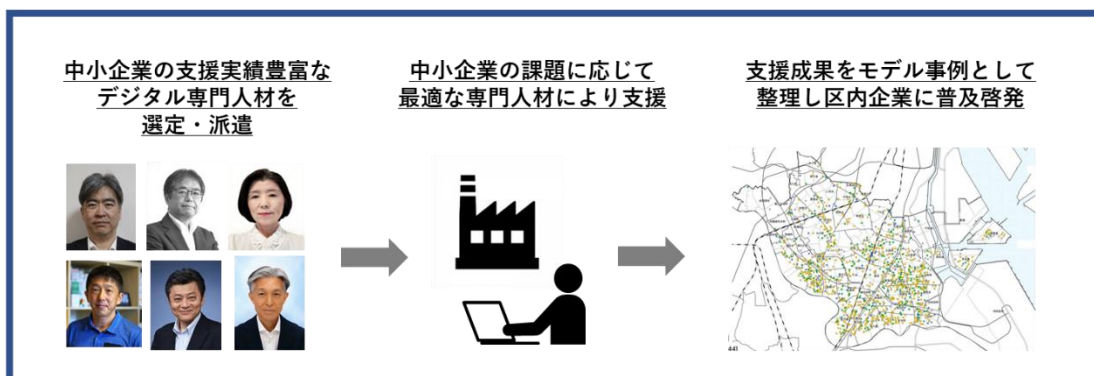 中小企業の支援実績豊富な
デジタル専門人材を
選定・派遣
中小企業の課題に応じて
最適な専門人材により支援
支援成果をモデル事例として
整理し区内企業に普及啓発
441